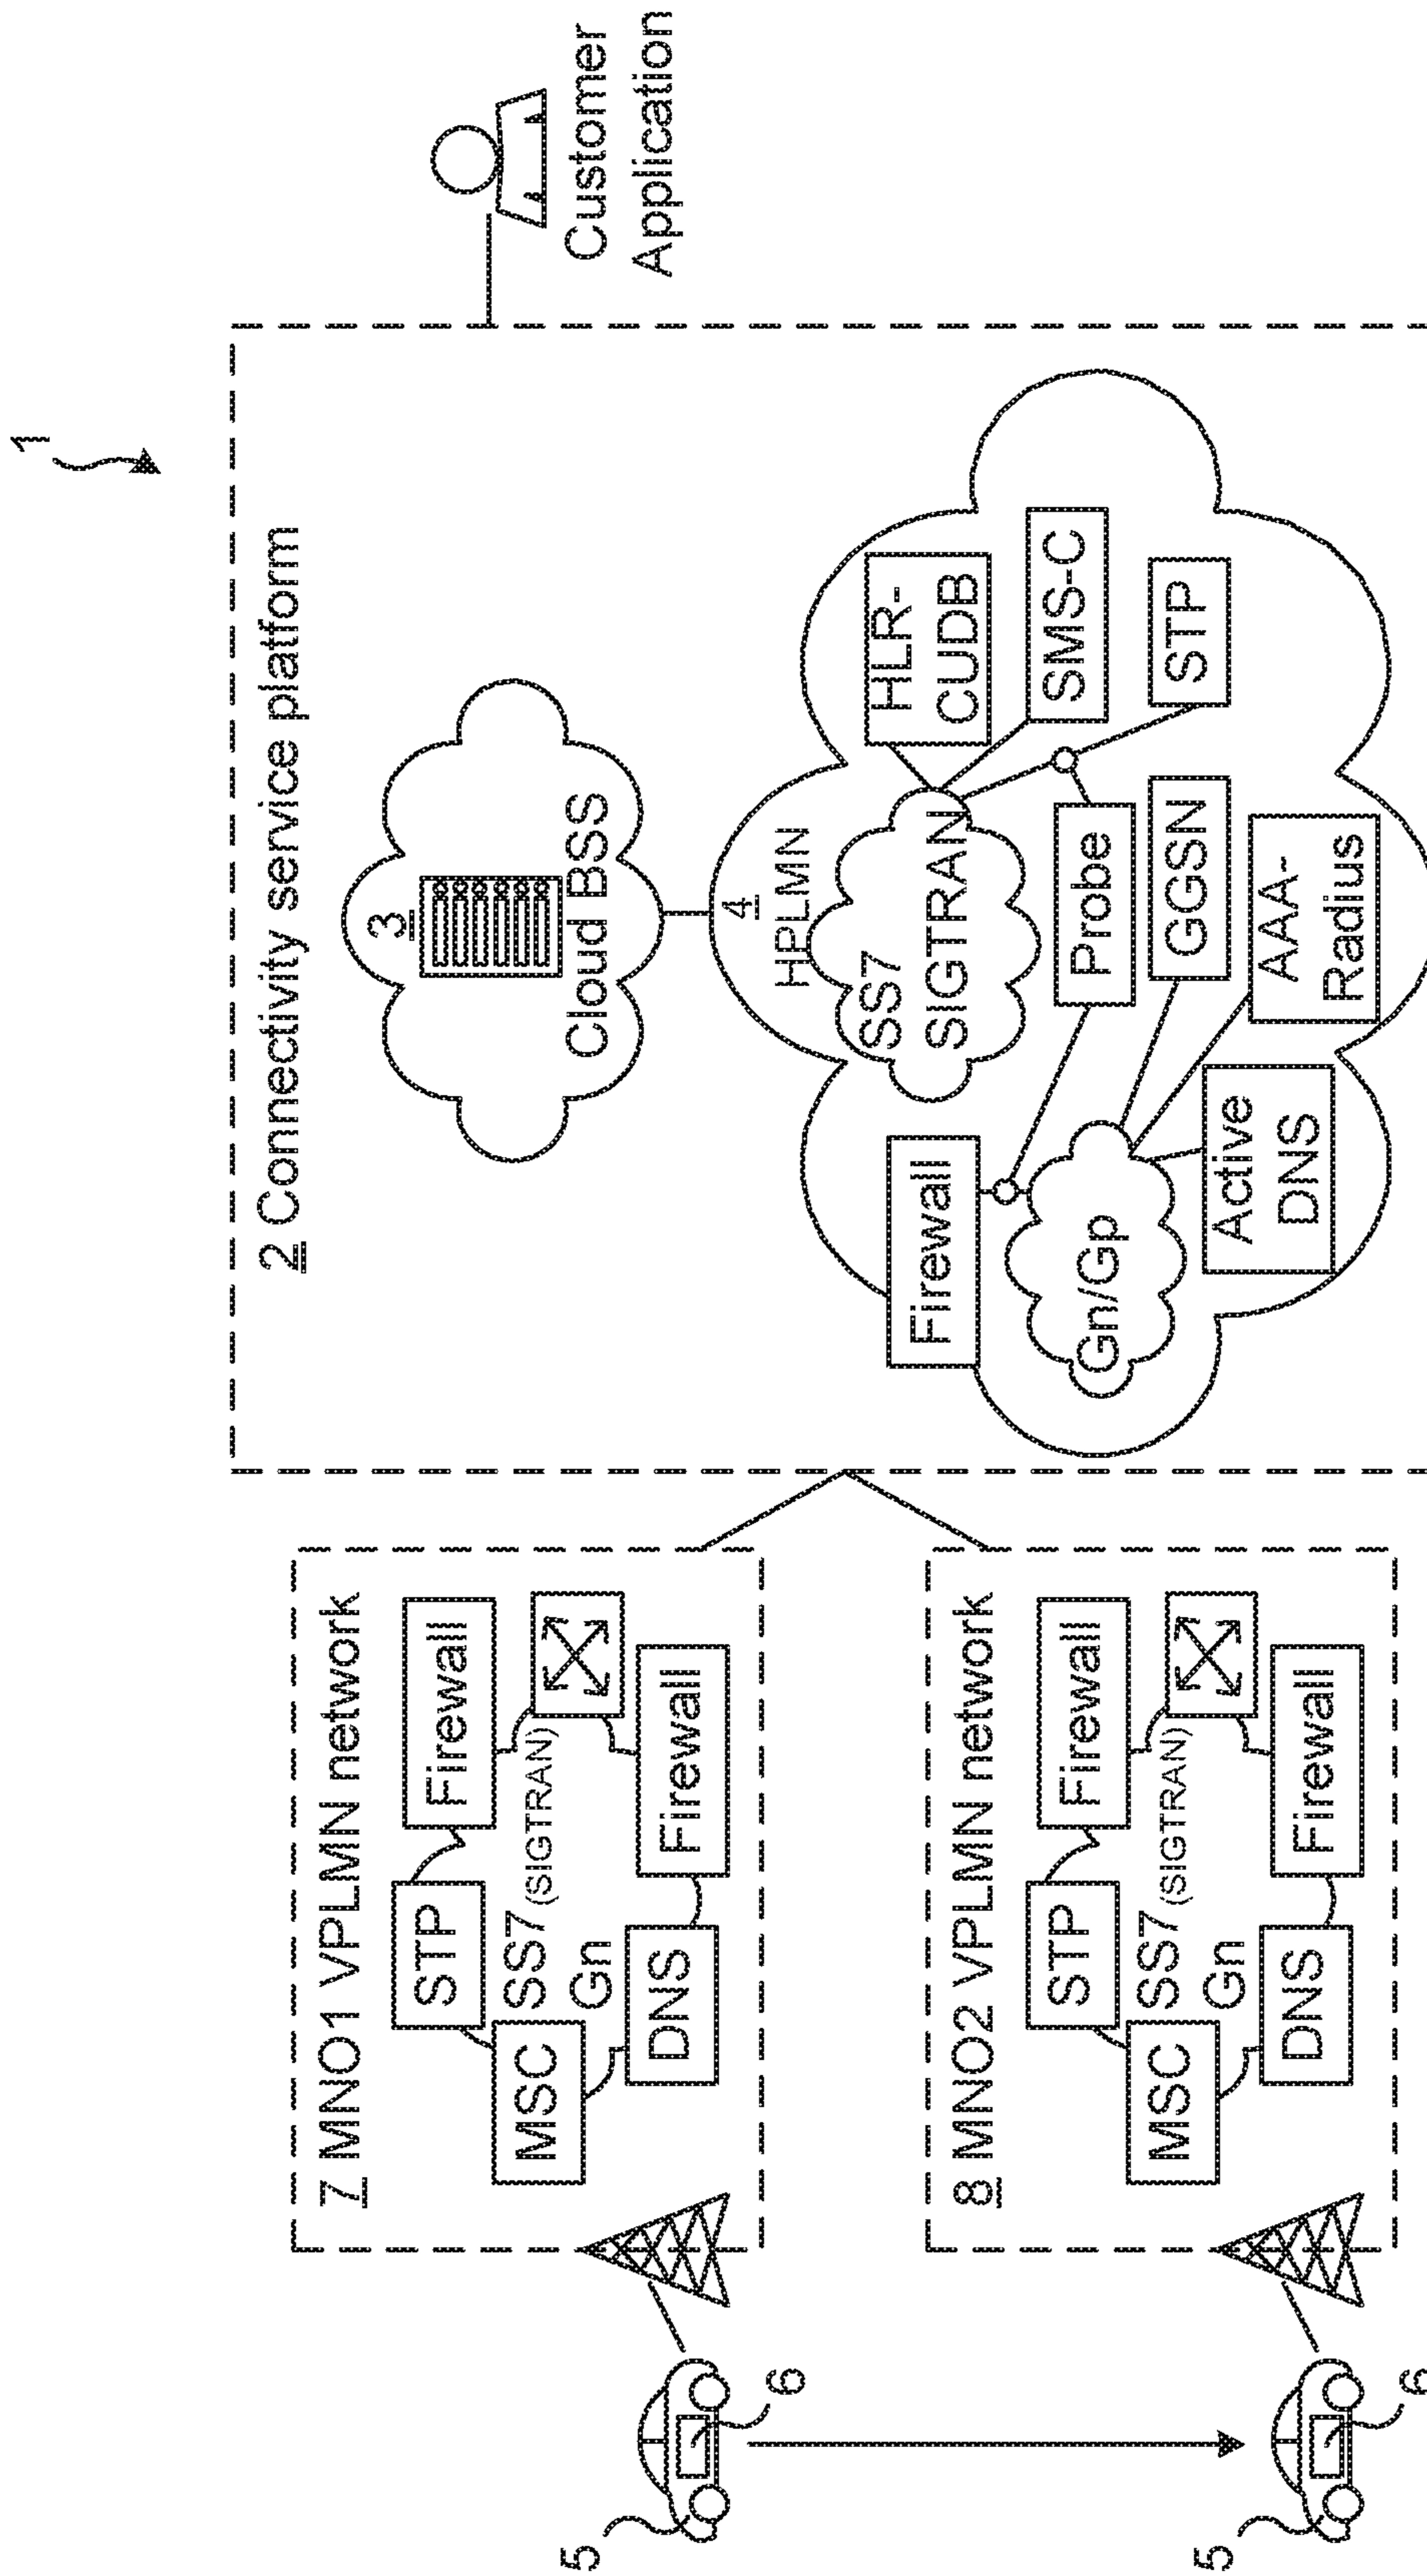 1
2 Connectivity service platform
3
Cloud BSS
4
HPLMN
SS7
SIGTRAN
HLR-
CUDB
SMS-C
STP
Probe
GGSN
AAA-
Radius
Firewall
Gn/Gp
Active
DNS
Customer
Application
7 MNO1 VPLMN network
Firewall
STP
SS7(SIGTRAN)
MSC
Gn
Firewall
DNS
5
6
8 MNO2 VPLMN network
Firewall
STP
SS7(SIGTRAN)
MSC
Gn
Firewall
DNS
5
6